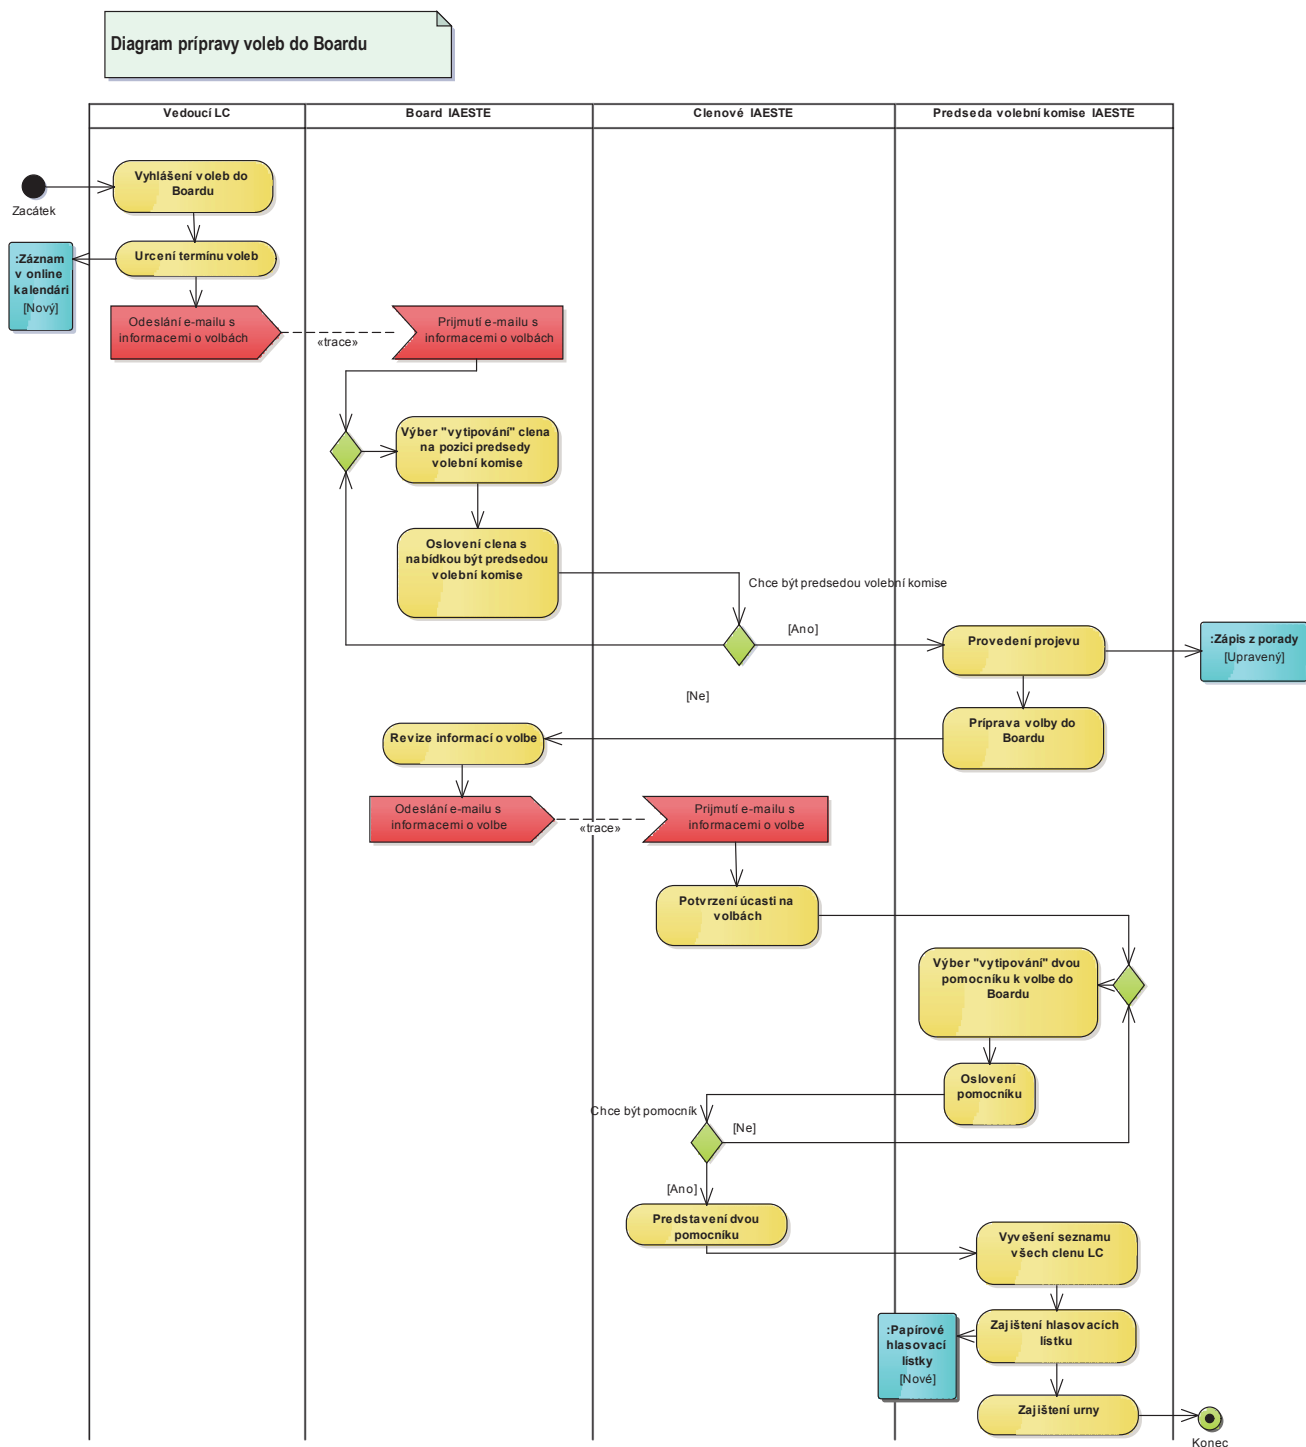 Diagram prípravy voleb do Boardu
Vedoucí LC
Board IAESTE
Clenové IAESTE
Predseda volební komise IAESTE
Vyhlášení voleb do
Boardu
Zacátek
Urcení termínu voleb
:Záznam
v online
kalendári
[Nový]
Odeslání e-mailu s
informacemi o volbách
«trace»
Prijmutí e-mailu s
informacemi o volbách
Výber "vytipování" clena
na pozici predsedy
volební komise
Oslovení clena s
nabídkou být predsedou
volební komise
Chce být predsedou volební komise
[Ano]
Provedení projevu
:Zápis z porady
[Upravený]
[Ne]
Príprava volby do
Boardu
Revize informací o volbe
Odeslání e-mailu s
informacemi o volbe
«trace»
Prijmutí e-mailu s
informacemi o volbe
Potvrzení úcasti na
volbách
Výber "vytipování" dvou
pomocníku k volbe do
Boardu
Oslovení
pomocníku
Chce být pomocník
[Ne]
[Ano]
Predstavení dvou
pomocníku
Vyvešení seznamu
všech clenu LC
:Papírové
hlasovací
lístky
[Nové]
Zajištení hlasovacích
lístku
Zajištení urny
Konec